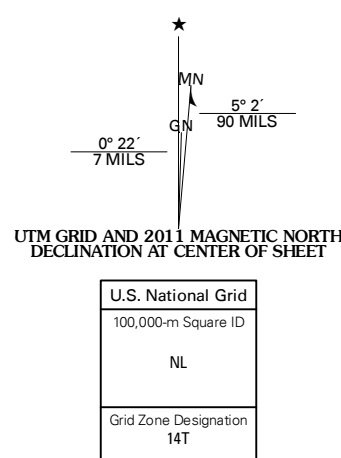 MN
5° 2´
GN
90 MILS
0° 22´
7 MILS
UTM GRID AND 2011 MAGNETIC NORTH
DECLINATION AT CENTER OF SHEET
U.S. National Grid
100,000-m Square ID
NL
Grid Zone Designation
14T